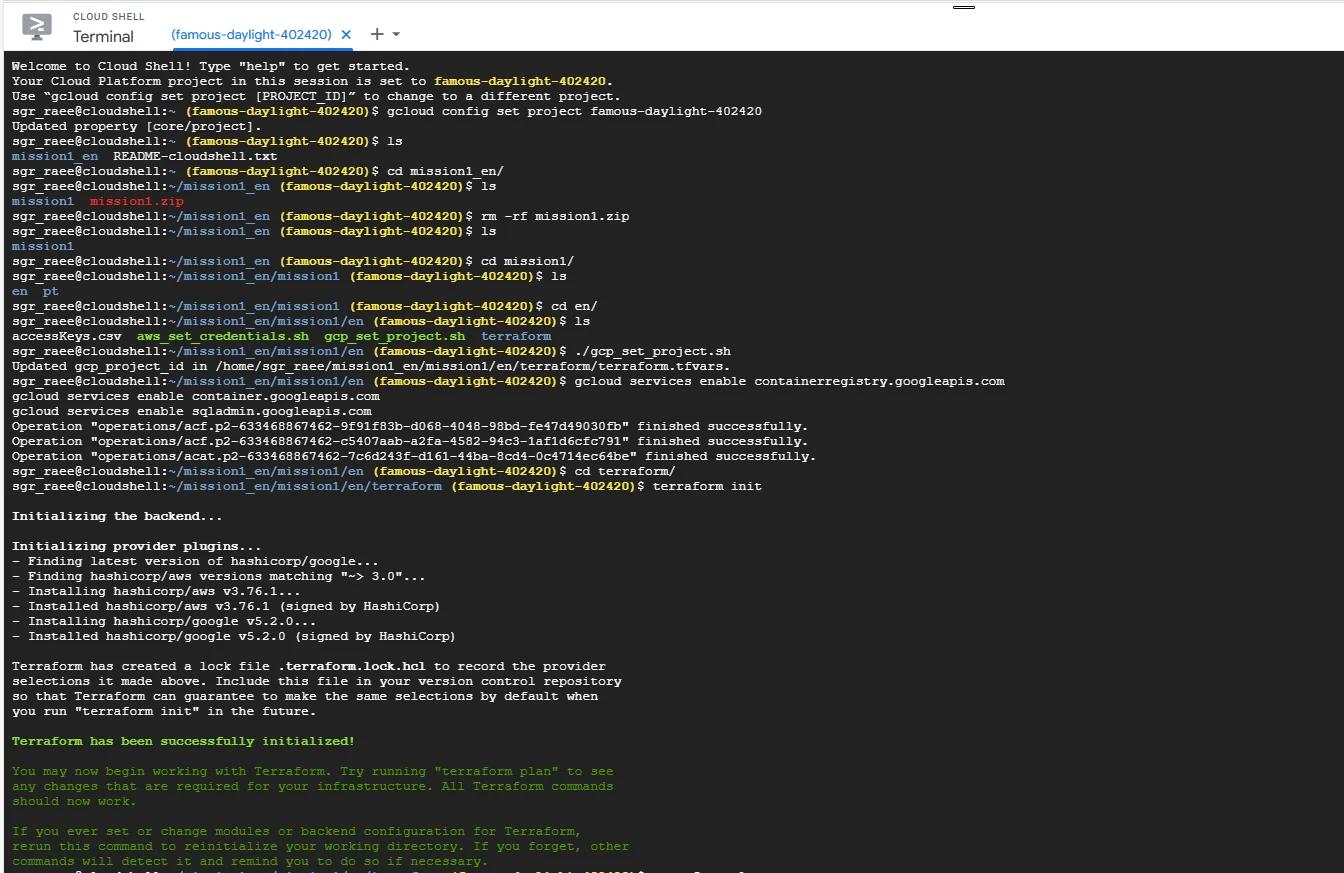 CLOUD SHELL
Terminal
(famous-daylight-402420)
Welcome to Cloud Shell! Type "help" to get started.
Your Cloud Platform project in this session is set to famous-daylight-402420.
Use “gcloud config set project [PROJECT_ID]” to change to a different project.
sgr_raee@cloudshell:~ (famous-daylight-402420)$ gcloud config set project famous-daylight-402420
Updated property [core/project].
sgr_raee@cloudshell:~ (famous-daylight-402420)$ ls
mission1_en  README-cloudshell.txt
sgr_raee@cloudshell:~ (famous-daylight-402420)$ cd mission1_en/
sgr_raee@cloudshell:~/mission1_en (famous-daylight-402420)$ ls
mission1  mission1.zip
sgr_raee@cloudshell:~/mission1_en (famous-daylight-402420)$ rm -rf mission1.zip
sgr_raee@cloudshell:~/mission1_en (famous-daylight-402420)$ ls
mission1
sgr_raee@cloudshell:~/mission1_en (famous-daylight-402420)$ cd mission1/
sgr_raee@cloudshell:~/mission1_en/mission1 (famous-daylight-402420)$ ls
en  pt
sgr_raee@cloudshell:~/mission1_en/mission1 (famous-daylight-402420)$ cd en/
sgr_raee@cloudshell:~/mission1_en/mission1/en (famous-daylight-402420)$ ls
accessKeys.csv  aws_set_credentials.sh  gcp_set_project.sh  terraform
sgr_raee@cloudshell:~/mission1_en/mission1/en (famous-daylight-402420)$ ./gcp_set_project.sh
Updated gcp_project_id in /home/sgr_raee/mission1_en/mission1/en/terraform/terraform.tfvars.
sgr_raee@cloudshell:~/mission1_en/mission1/en (famous-daylight-402420)$ gcloud services enable containerregistry.googleapis.com
gcloud services enable container.googleapis.com
gcloud services enable sqladmin.googleapis.com
Operation "operations/acf.p2-633468867462-9f91f83b-d068-4048-98bd-fe47d49030fb" finished successfully.
Operation "operations/acf.p2-633468867462-c5407aab-a2fa-4582-94c3-1af1d6cfc791" finished successfully.
Operation "operations/acat.p2-633468867462-7c6d243f-d161-44ba-8cd4-0c4714ec64be" finished successfully.
sgr_raee@cloudshell:~/mission1_en/mission1/en (famous-daylight-402420)$ cd terraform/
sgr_raee@cloudshell:~/mission1_en/mission1/en/terraform (famous-daylight-402420)$ terraform init
Initializing the backend...
Initializing provider plugins...
- Finding latest version of hashicorp/google...
- Finding hashicorp/aws versions matching "~> 3.0"...
- Installing hashicorp/aws v3.76.1...
- Installed hashicorp/aws v3.76.1 (signed by HashiCorp)
- Installing hashicorp/google v5.2.0...
- Installed hashicorp/google v5.2.0 (signed by HashiCorp)
Terraform has created a lock file .terraform.lock.hcl to record the provider
selections it made above. Include this file in your version control repository
so that Terraform can guarantee to make the same selections by default when
you run "terraform init" in the future.
Terraform has been successfully initialized!
You may now begin working with Terraform. Try running "terraform plan" to see
any changes that are required for your infrastructure. All Terraform commands
should now work.
If you ever set or change modules or backend configuration for Terraform,
rerun this command to reinitialize your working directory. If you forget, other
commands will detect it and remind you to do so if necessary.